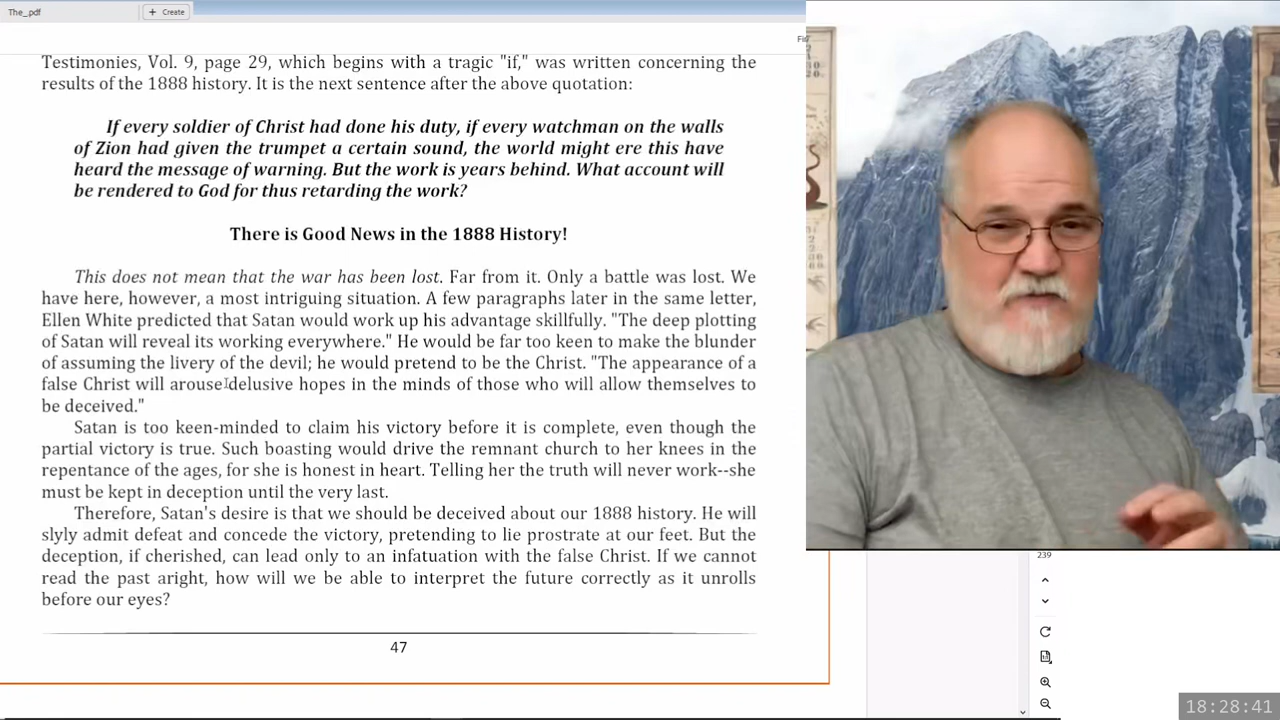 The_.pdf
+ Create
Testimonies, Vol. 9, page 29, which begins with a tragic "if," was written concerning the
results of the 1888 history. It is the next sentence after the above quotation:
If every soldier of Christ had done his duty, if every watchman on the walls
of Zion had given the trumpet a certain sound, the world might ere this have
heard the message of warning. But the work is years behind. What account will
be rendered to God for thus retarding the work?
There is Good News in the 1888 History!
This does not mean that the war has been lost. Far from it. Only a battle was lost. We
have here, however, a most intriguing situation. A few paragraphs later in the same letter,
Ellen White predicted that Satan would work up his advantage skillfully. "The deep plotting
of Satan will reveal its working everywhere." He would be far too keen to make the blunder
of assuming the livery of the devil; he would pretend to be the Christ. "The appearance of a
false Christ will arouse delusive hopes in the minds of those who will allow themselves to
be deceived."
Satan is too keen-minded to claim his victory before it is complete, even though the
partial victory is true. Such boasting would drive the remnant church to her knees in the
repentance of the ages, for she is honest in heart. Telling her the truth will never work--she
must be kept in deception until the very last.
Therefore, Satan's desire is that we should be deceived about our 1888 history. He will
slyly admit defeat and concede the victory, pretending to lie prostrate at our feet. But the
deception, if cherished, can lead only to an infatuation with the false Christ. If we cannot
read the past aright, how will we be able to interpret the future correctly as it unrolls
before our eyes?
47
239
18:28:41